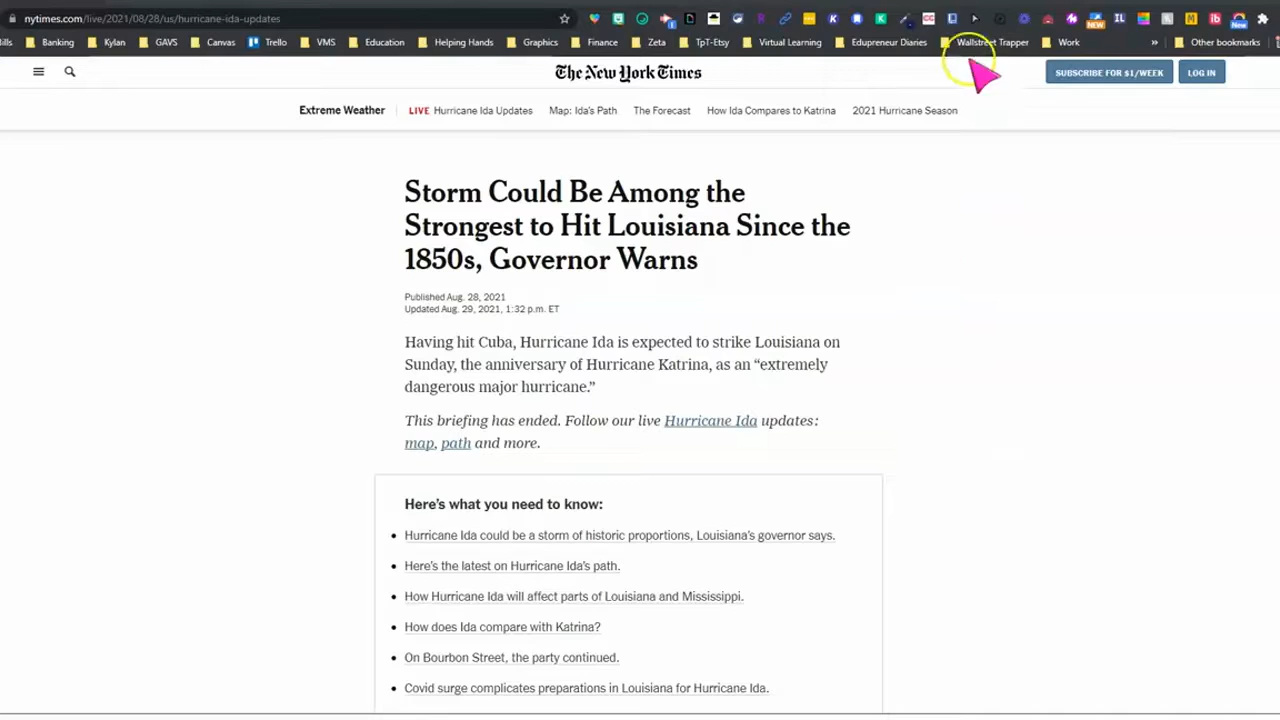 nytimes.com/live/2021/08/28/us/hurricane-ida-updates
NEW
New
Banking Kylan GAVS Canvas Trello VMS Education Helping Hands Graphics Finance Zeta TpT-Etsy Virtual Learning Edupreneur Diaries Wallstreet Trapper Work » Other bookmarks
The New York Times
SUBSCRIBE FOR $1/WEEK LOG IN
Extreme Weather LIVE Hurricane Ida Updates Map: Ida's Path The Forecast How Ida Compares to Katrina 2021 Hurricane Season
Storm Could Be Among the
Strongest to Hit Louisiana Since the
1850s, Governor Warns
Published Aug. 28, 2021
Updated Aug. 29, 2021, 1:32 p.m. ET
Having hit Cuba, Hurricane Ida is expected to strike Louisiana on
Sunday, the anniversary of Hurricane Katrina, as an “extremely
dangerous major hurricane.”
This briefing has ended. Follow our live Hurricane Ida updates:
map, path and more.
Here’s what you need to know:
Hurricane Ida could be a storm of historic proportions, Louisiana’s governor says.
Here’s the latest on Hurricane Ida’s path.
How Hurricane Ida will affect parts of Louisiana and Mississippi.
How does Ida compare with Katrina?
On Bourbon Street, the party continued.
Covid surge complicates preparations in Louisiana for Hurricane Ida.